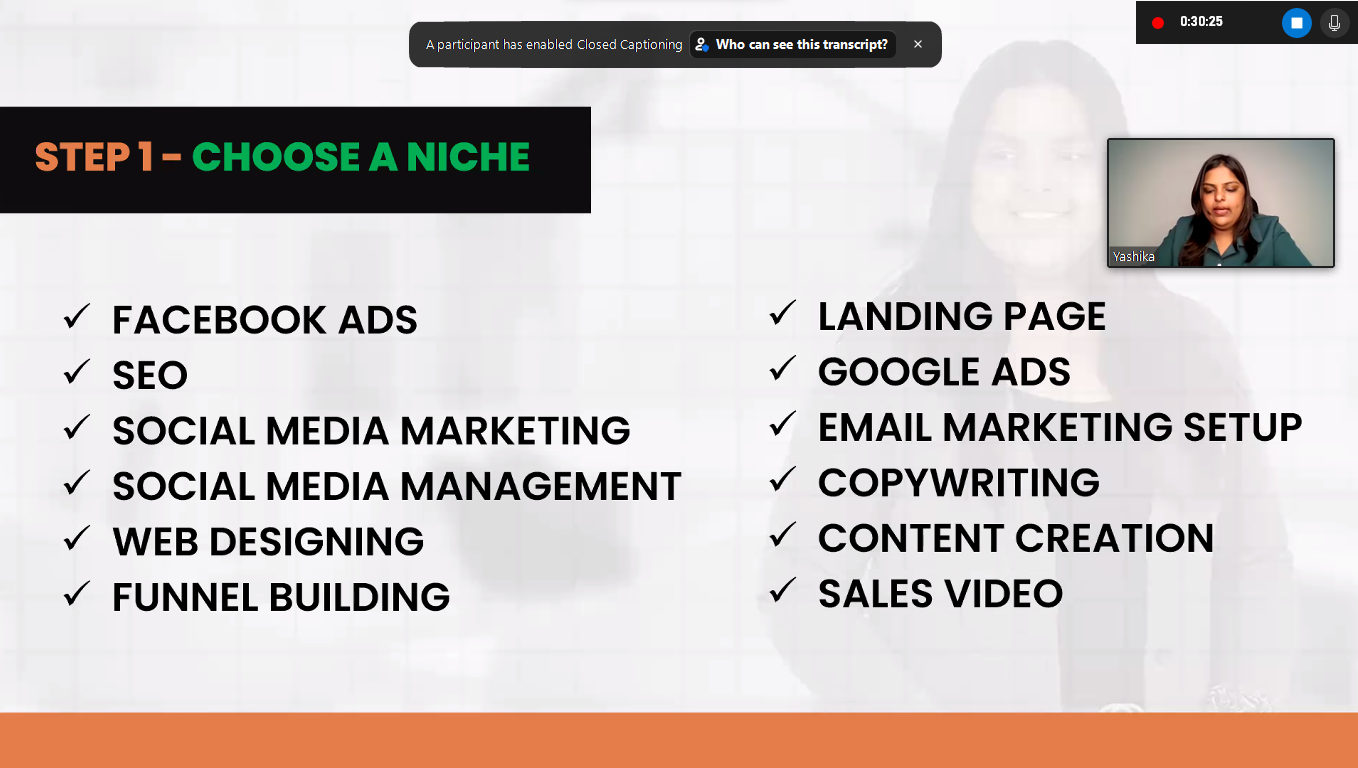 A participant has enabled Closed Captioning Who can see this transcript?
0:30:25
STEP 1 - CHOOSE A NICHE
Yashika
FACEBOOK ADS
SEO
SOCIAL MEDIA MARKETING
SOCIAL MEDIA MANAGEMENT
WEB DESIGNING
FUNNEL BUILDING
LANDING PAGE
GOOGLE ADS
EMAIL MARKETING SETUP
COPYWRITING
CONTENT CREATION
SALES VIDEO